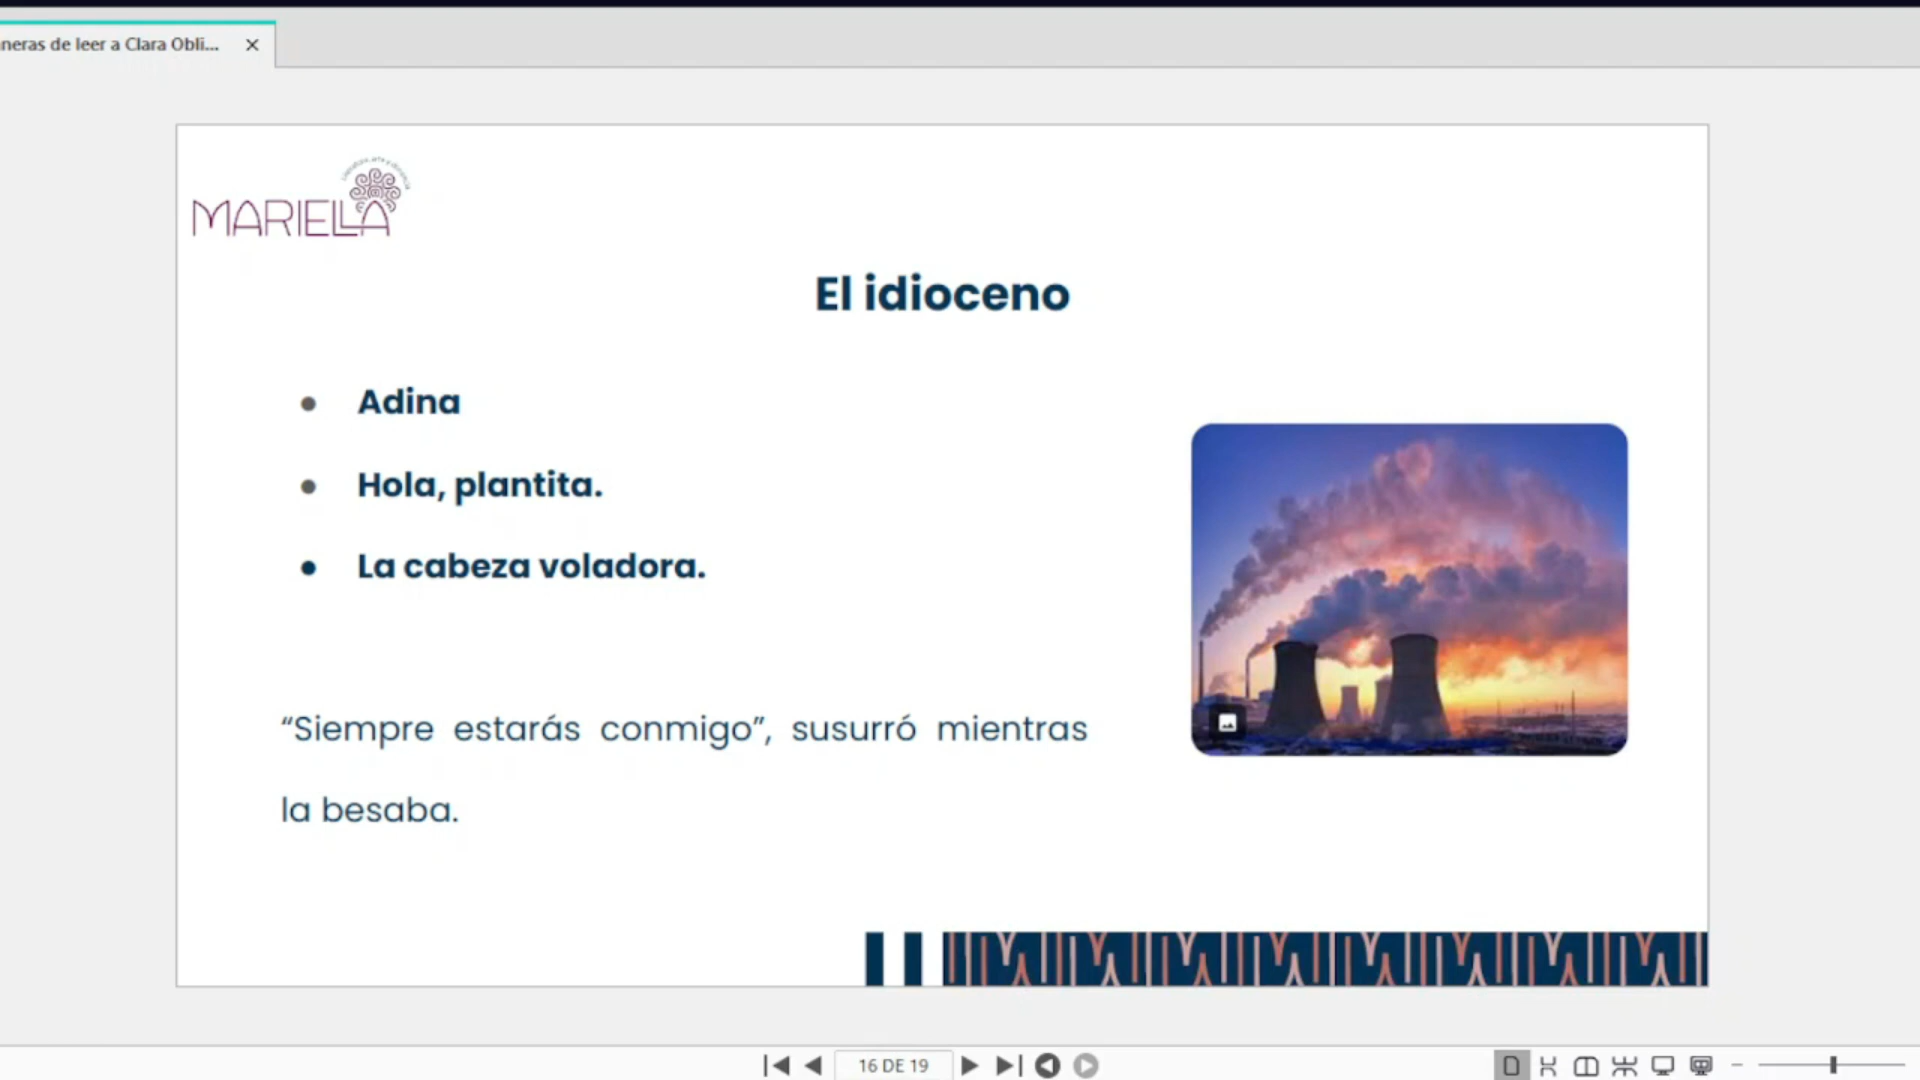 neras de leer a Clara Obli...
MARIELLA
El idioceno
Adina
Hola, plantita.
La cabeza voladora.
“Siempre estarás conmigo”, susurró mientras
la besaba.
16 DE 19